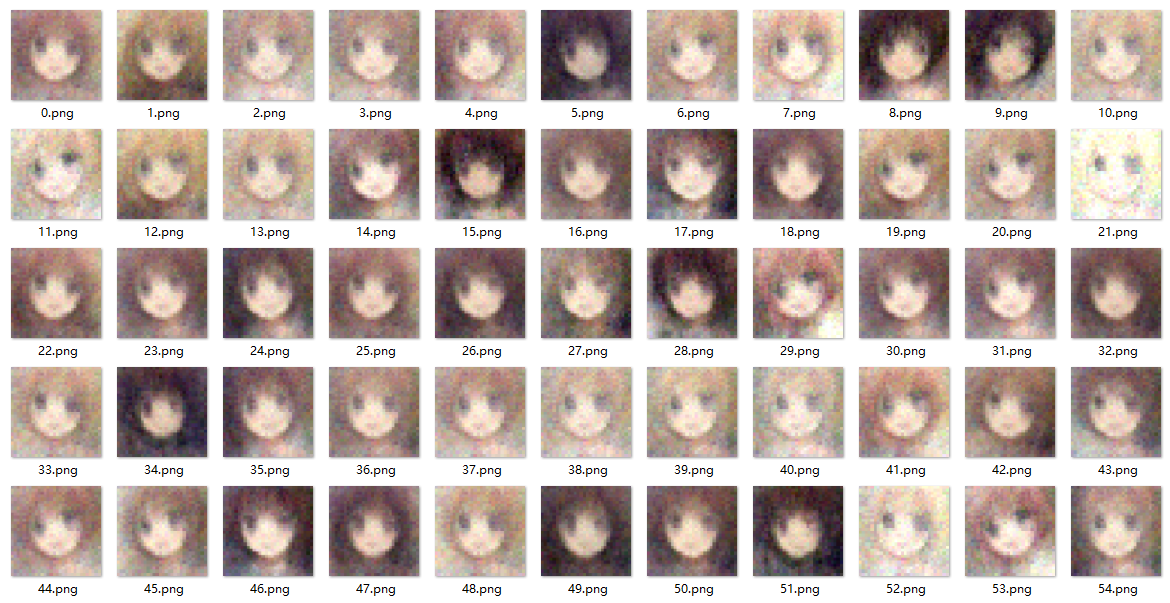 0.png 1.png 2.png 3.png 4.png 5.png 6.png 7.png 8.png 9.png 10.png
11.png 12.png 13.png 14.png 15.png 16.png 17.png 18.png 19.png 20.png 21.png
22.png 23.png 24.png 25.png 26.png 27.png 28.png 29.png 30.png 31.png 32.png
33.png 34.png 35.png 36.png 37.png 38.png 39.png 40.png 41.png 42.png 43.png
44.png 45.png 46.png 47.png 48.png 49.png 50.png 51.png 52.png 53.png 54.png